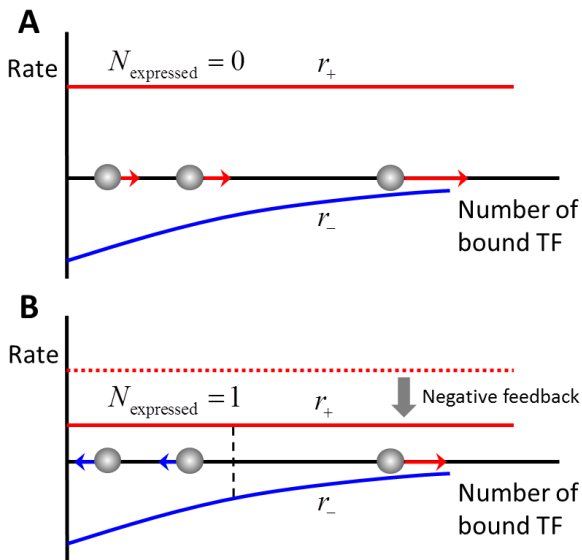 A
Rate
N_expressed = 0
r_+
r_-
Number of
bound TF
B
Rate
Negative feedback
N_expressed = 1
r_+
r_-
Number of
bound TF